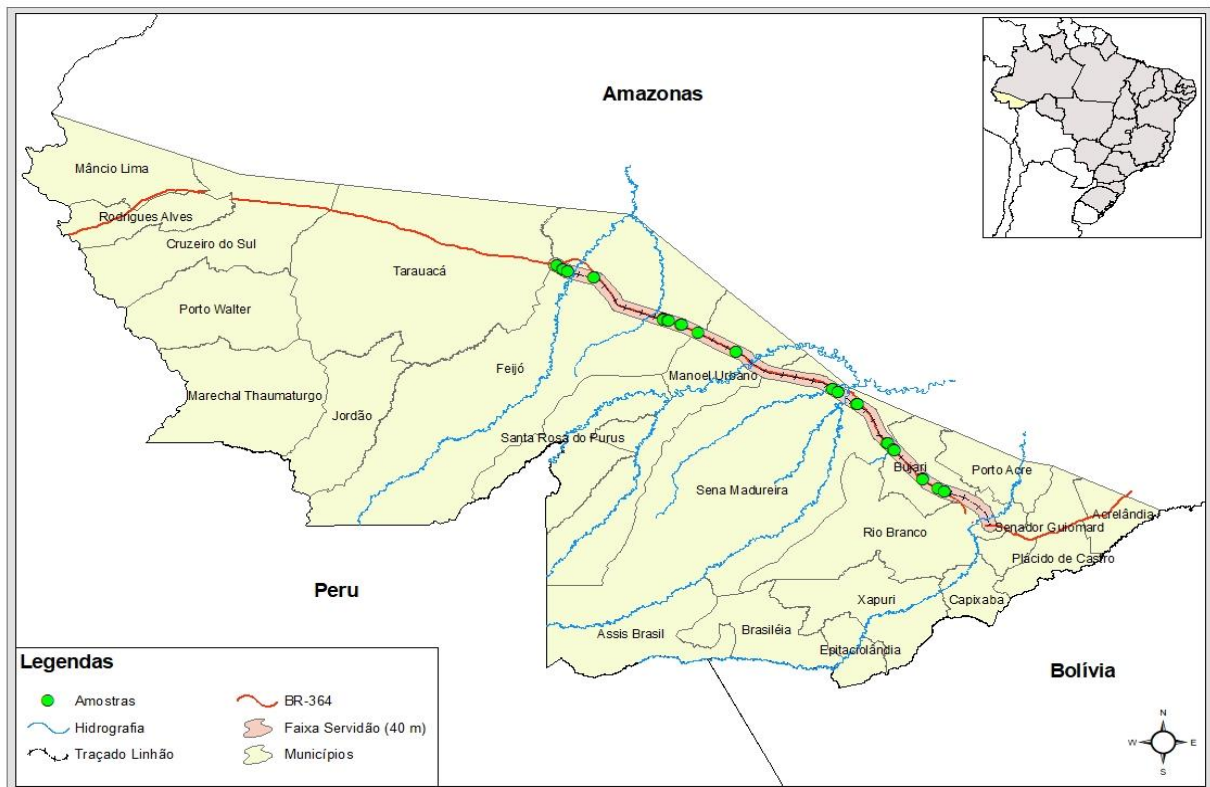 Amazonas
Mâncio Lima
Rodrigues Alves
Cruzeiro do Sul
Tarauacá
Porto Walter
Feijó
Manoel Urbano
Marechal Thaumaturgo
Jordão
Santa Rosa do Purus
Bujari
Porto Acre
Sena Madureira
Acrelândia
Senador Guiomard
Rio Branco
Plácido de Castro
Peru
Xapuri
Capixaba
Assis Brasil
Brasiléia
Epitaciolândia
Bolívia
Legendas
Amostras
BR-364
Hidrografia
Faixa Servidão (40 m)
Traçado Linhão
Municípios
N
W
E
S